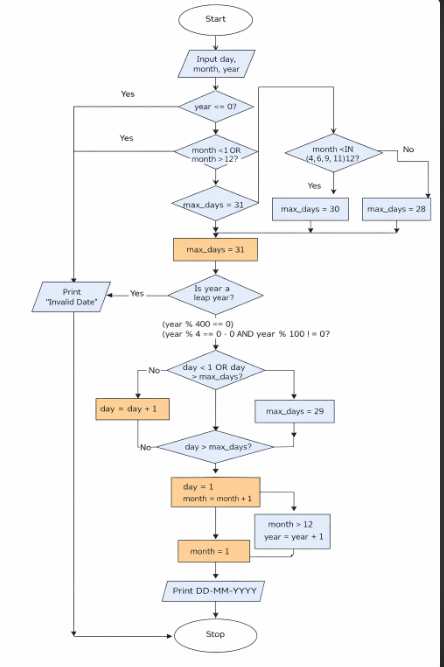 Start
Input day,
month, year
Yes
year <= 0?
Yes
month <1 OR
month > 12?
month <IN
(4, 6, 9, 11)12?
No
Yes
max_days = 31
max_days = 30
max_days = 28
max_days = 31
Print
"Invalid Date"
Yes
Is year a
leap year?
(year % 400 == 0)
(year % 4 == 0 - 0 AND year % 100 ! = 0?
No
day < 1 OR day
> max_days?
day = day + 1
max_days = 29
No
day > max_days?
day = 1
month = month + 1
month > 12
year = year + 1
month = 1
Print DD-MM-YYYY
Stop